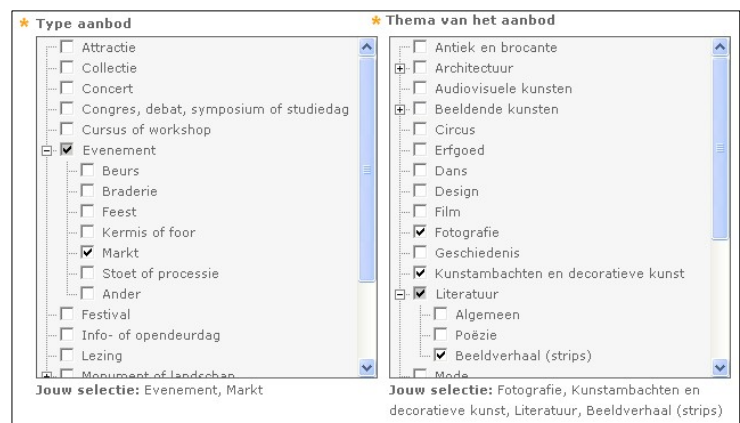 * Type aanbod
Attractie
Collectie
Concert
Congres, debat, symposium of studiedag
Cursus of workshop
Evenement
Beurs
Braderie
Feest
Kermis of foor
Markt
Stoet of processie
Ander
Festival
Info- of opendeurdag
Lezing
Monument of landschap
Jouw selectie: Evenement, Markt
* Thema van het aanbod
Antiek en brocante
Architectuur
Audiovisuele kunsten
Beeldende kunsten
Circus
Erfgoed
Dans
Design
Film
Fotografie
Geschiedenis
Kunstambachten en decoratieve kunst
Literatuur
Algemeen
Poëzie
Beeldverhaal (strips)
Mode
Jouw selectie: Fotografie, Kunstambachten en
decoratieve kunst, Literatuur, Beeldverhaal (strips)